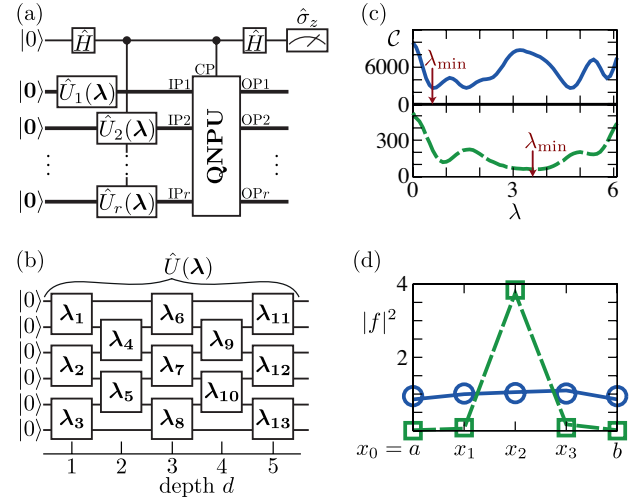 (a)
|0⟩ Ĥ Ĥ σ̂z
CP
|0⟩ Û1(λ) IP1 OP1
|0⟩ Û2(λ) IP2 OP2
QNPU
|0⟩ Ûr(λ) IPr OPr
(b)
Û(λ)
|0⟩ λ1 λ6 λ11
|0⟩ λ4 λ9
|0⟩ λ2 λ7 λ12
|0⟩ λ5 λ10
|0⟩ λ3 λ8 λ13
|0⟩
1 2 3 4 5
depth d
(c)
C
λmin
6000
0
300
λmin
0
0 3 6
λ
(d)
4
|f|²
2
x0 = a x1 x2 x3 b